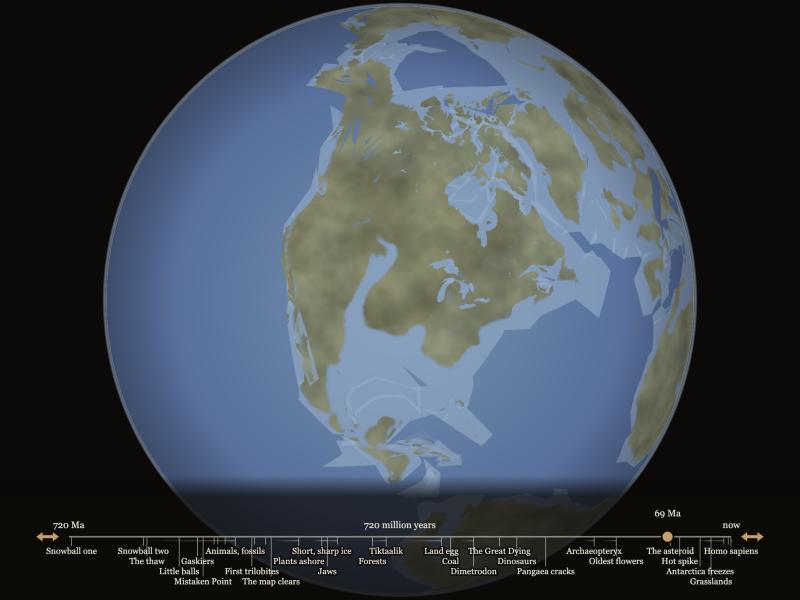 69 Ma
720 Ma 720 million years now
Snowball one Snowball two Animals, fossils Short, sharp ice Tiktaalik Land egg The Great Dying Archaeopteryx The asteroid Homo sapiens
The thaw Gaskiers Plants ashore Forests Coal Dinosaurs Oldest flowers Hot spike
Little balls First trilobites Jaws Dimetrodon Pangaea cracks Antarctica freezes
Mistaken Point The map clears Grasslands